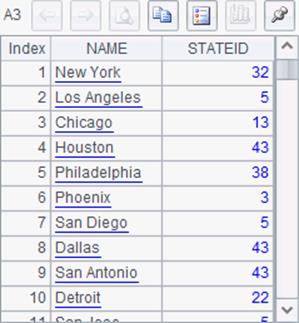 A3
Index NAME STATEID
1 New York 32
2 Los Angeles 5
3 Chicago 13
4 Houston 43
5 Philadelphia 38
6 Phoenix 3
7 San Diego 5
8 Dallas 43
9 San Antonio 43
10 Detroit 22
11 San Jose 5